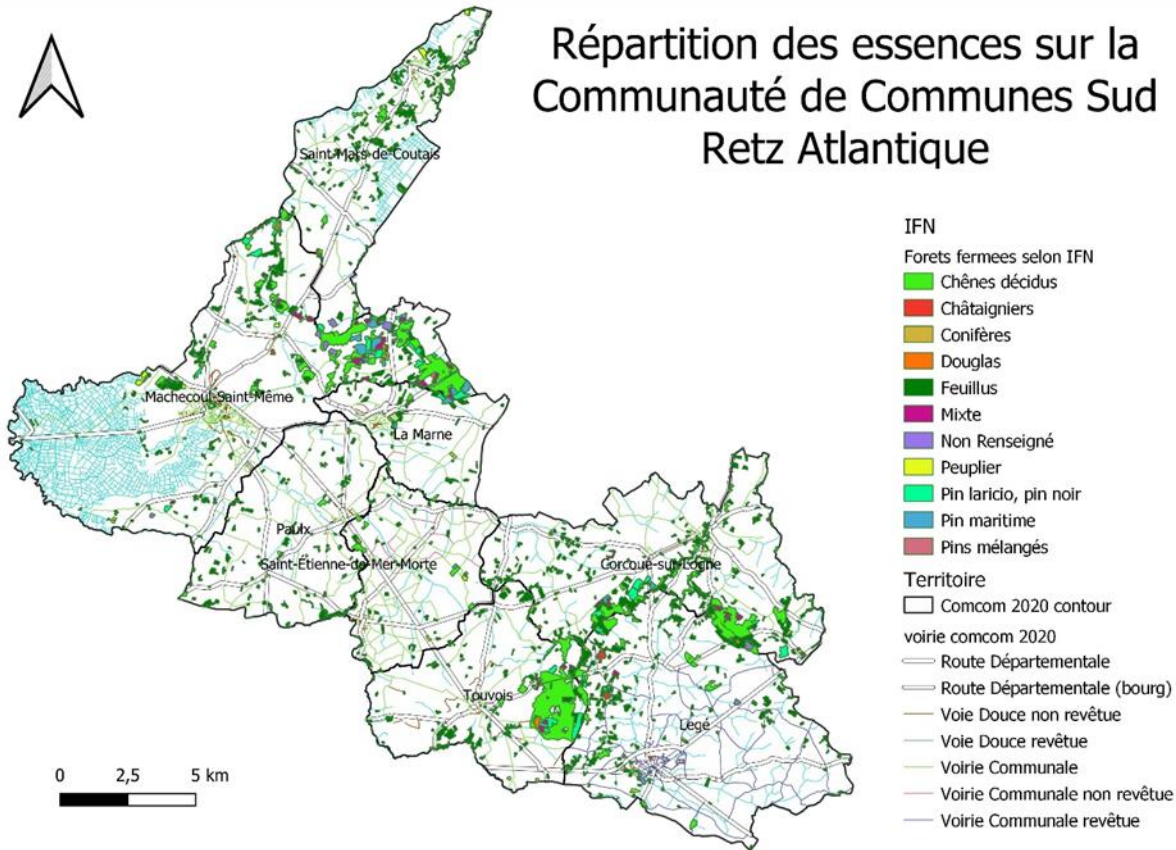 Répartition des essences sur la
Communauté de Communes Sud
Retz Atlantique
Saint-Mars-de-Coutais
Machecoul-Saint-Même
La Marne
Paulx
Saint-Étienne-de-Mer-Morte
Corcoué-sur-Logne
Touvois
Legé
0 2,5 5 km
IFN
Forets fermees selon IFN
Chênes décidus
Châtaigniers
Conifères
Douglas
Feuillus
Mixte
Non Renseigné
Peuplier
Pin laricio, pin noir
Pin maritime
Pins mélangés
Territoire
Comcom 2020 contour
voirie comcom 2020
Route Départementale
Route Départementale (bourg)
Voie Douce non revêtue
Voie Douce revêtue
Voirie Communale
Voirie Communale non revêtue
Voirie Communale revêtue